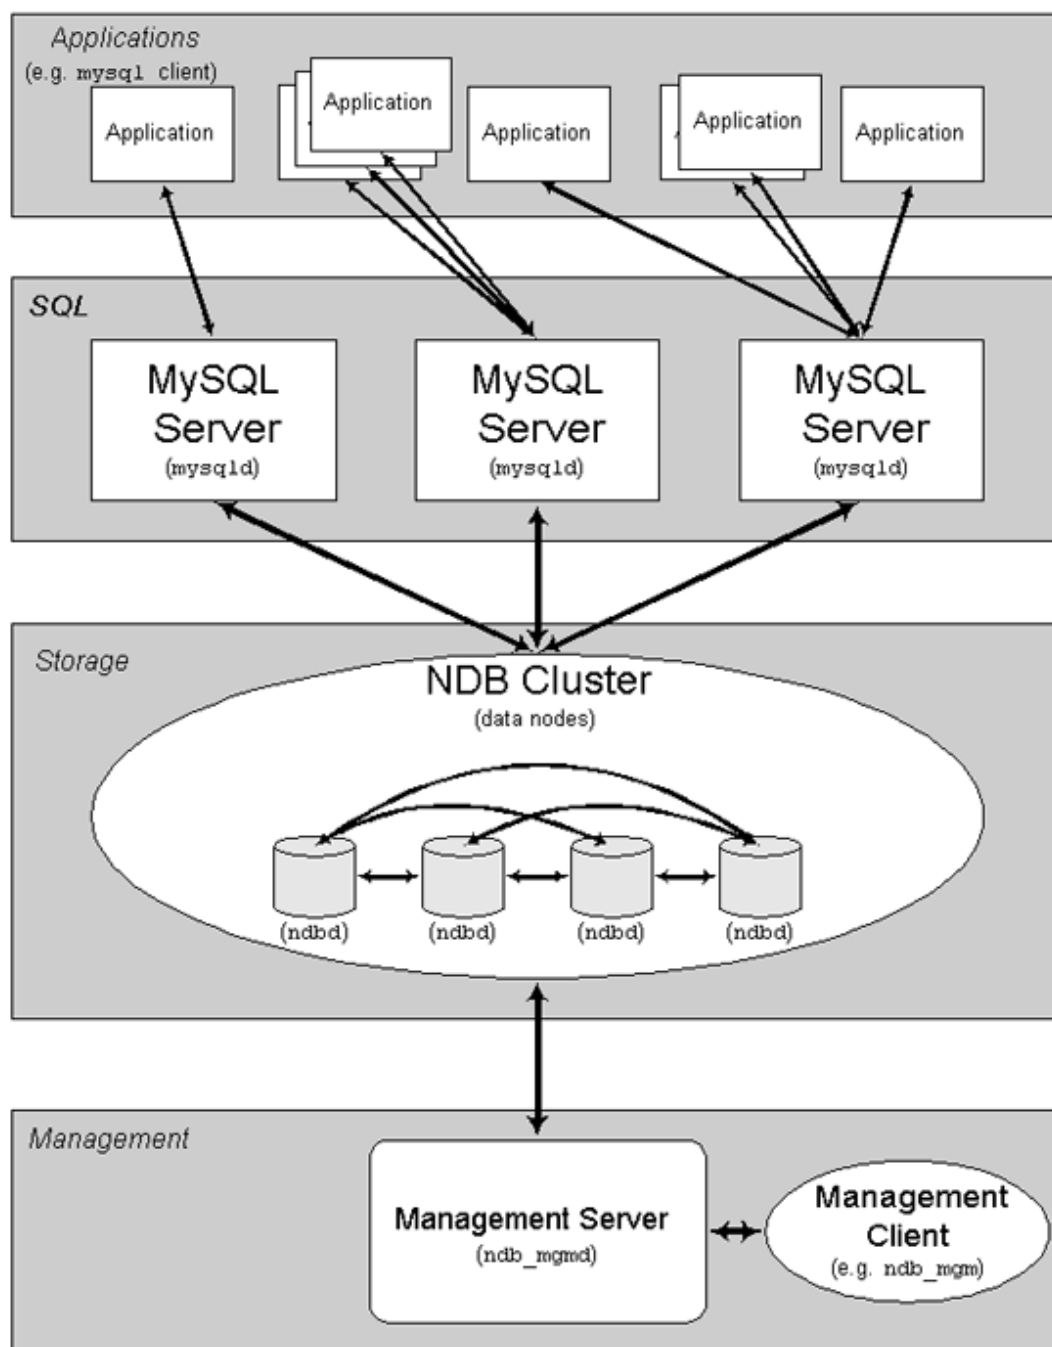 Applications
(e.g. mysql client)
Application
Application
Application
Application
Application
SQL
MySQL
Server
(mysqld)
MySQL
Server
(mysqld)
MySQL
Server
(mysqld)
Storage
NDB Cluster
(data nodes)
(ndbd)
(ndbd)
(ndbd)
(ndbd)
Management
Management Server
(ndb_mgmd)
Management
Client
(e.g. ndb_mgm)